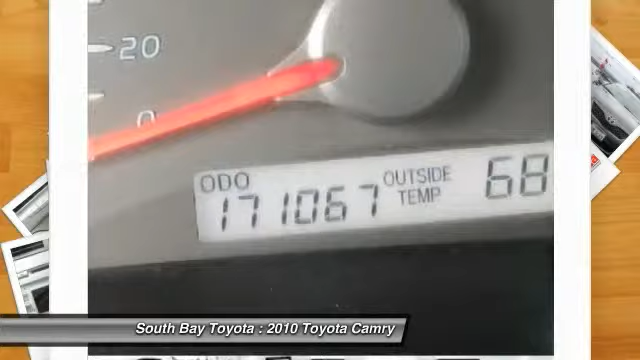 20
0
ODO
171067
OUTSIDE
TEMP
68
South Bay Toyota : 2010 Toyota Camry